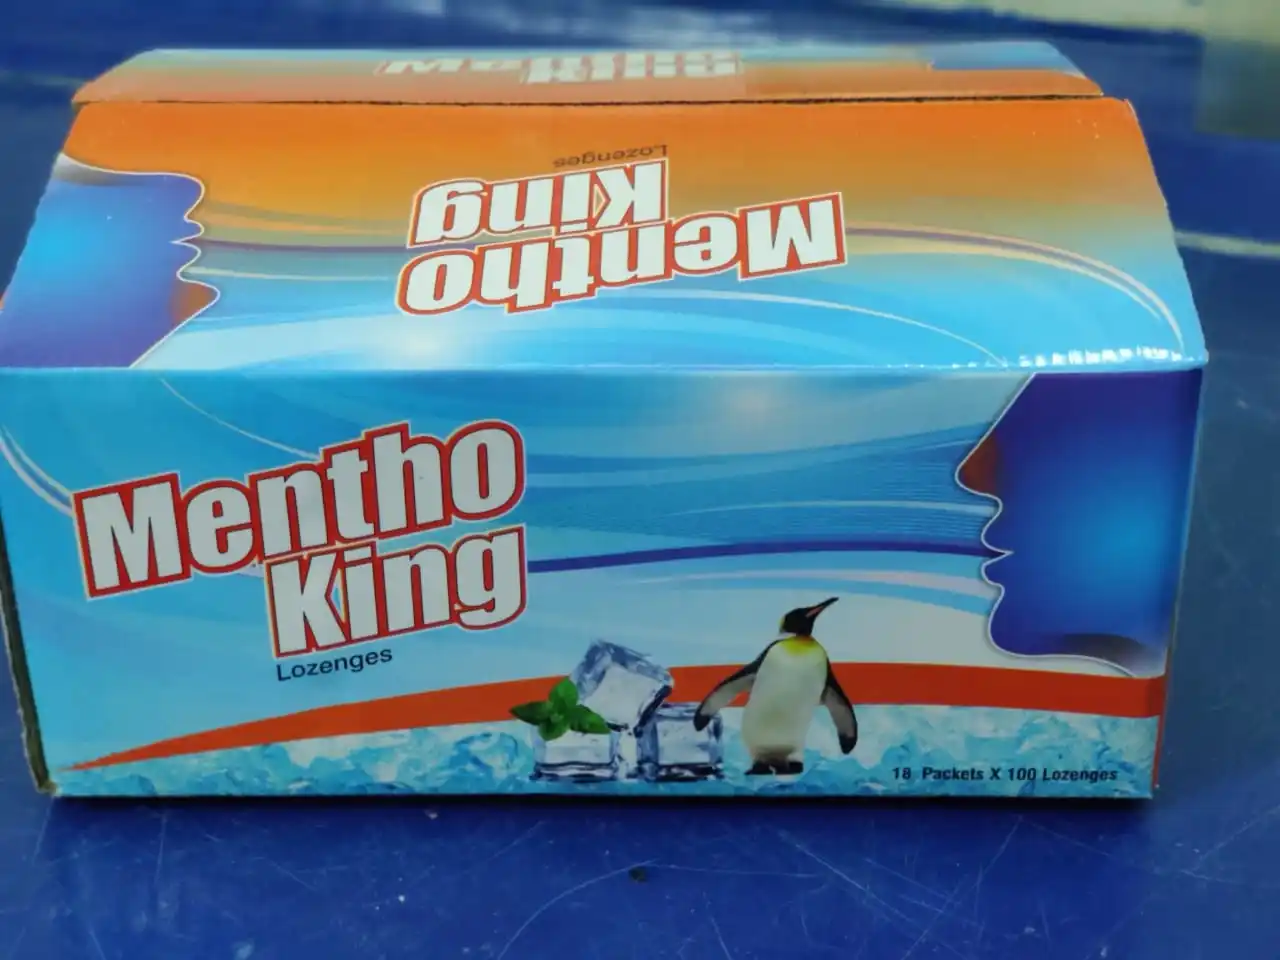 Lozenges
King
Mentho
Mentho
King
Lozenges
18 Packets X 100 Lozenges